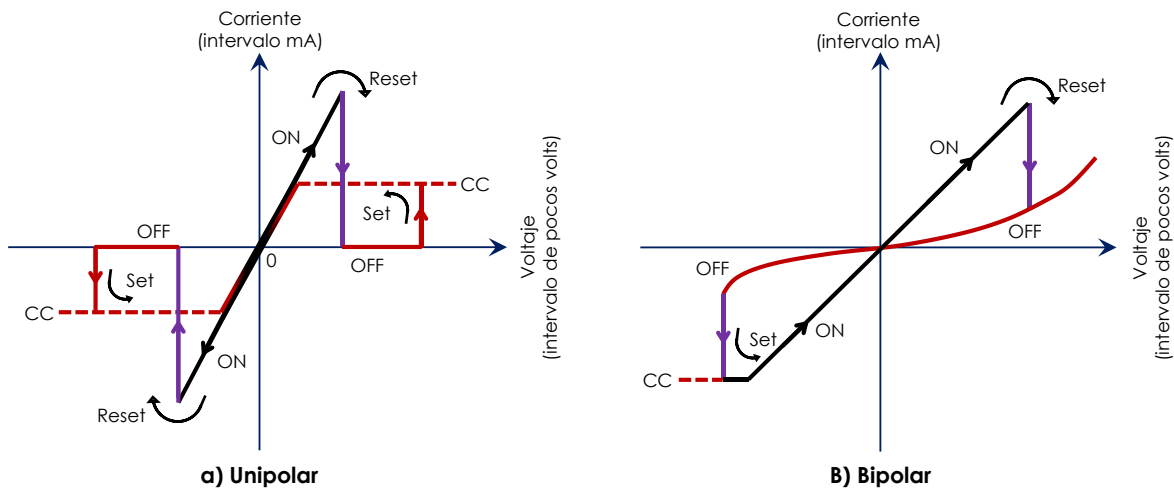 Corriente
(intervalo mA)
Reset
ON
CC
Set
OFF
0
OFF
Set
CC
ON
Reset
Voltaje
(intervalo de pocos volts)
a) Unipolar
Corriente
(intervalo mA)
Reset
ON
OFF
OFF
Set
ON
CC
Voltaje
(intervalo de pocos volts)
B) Bipolar